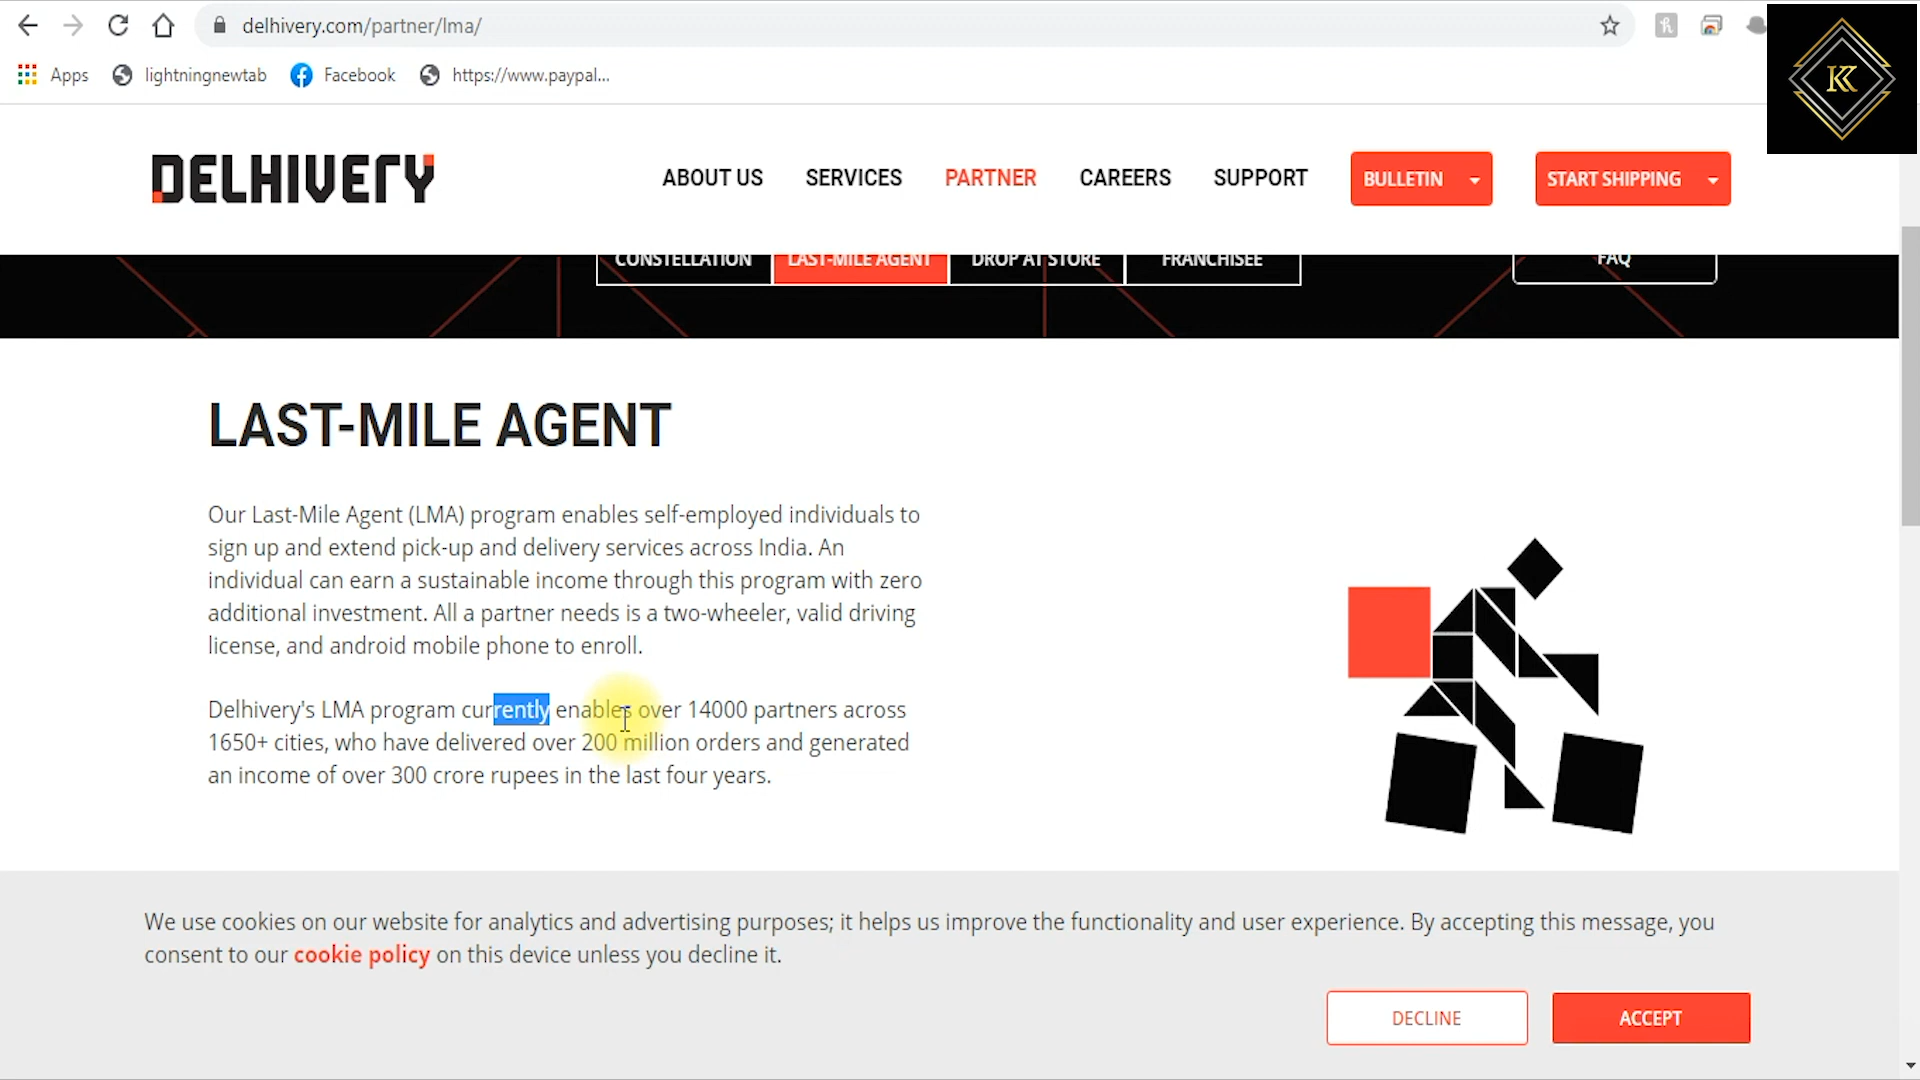 delhivery.com/partner/lma/
Apps lightningnewtab Facebook https://www.paypal...
K
DELHIVERY ABOUT US SERVICES PARTNER CAREERS SUPPORT BULLETIN START SHIPPING
CONSTELLATION LAST-MILE AGENT DROP AT STORE FRANCHISEE FAQ
LAST-MILE AGENT
Our Last-Mile Agent (LMA) program enables self-employed individuals to
sign up and extend pick-up and delivery services across India. An
individual can earn a sustainable income through this program with zero
additional investment. All a partner needs is a two-wheeler, valid driving
license, and android mobile phone to enroll.
Delhivery's LMA program currently enables over 14000 partners across
1650+ cities, who have delivered over 200 million orders and generated
an income of over 300 crore rupees in the last four years.
We use cookies on our website for analytics and advertising purposes; it helps us improve the functionality and user experience. By accepting this message, you
consent to our cookie policy on this device unless you decline it.
DECLINE ACCEPT